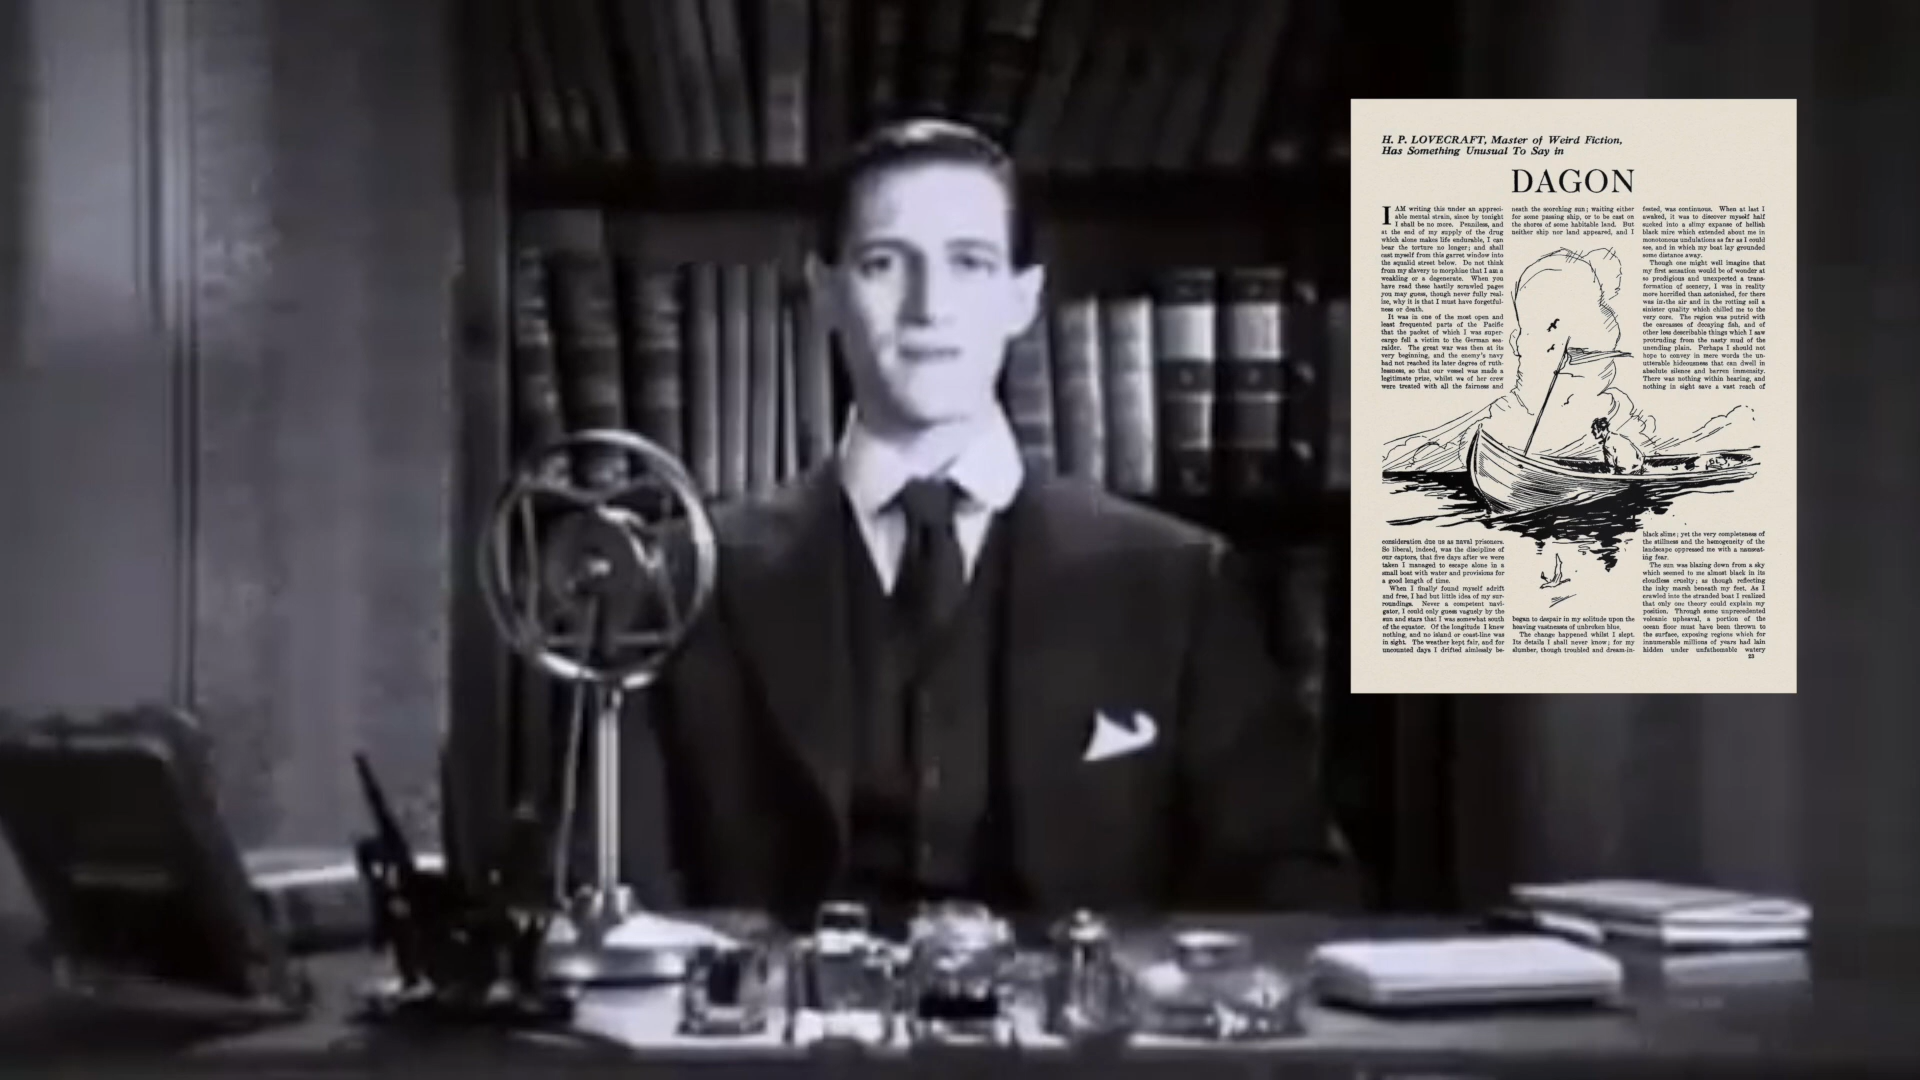 H. P. LOVECRAFT, Master of Weird Fiction,
Has Something Unusual To Say in
DAGON
I AM writing this under an appreci-
able mental strain, since by tonight
I shall be no more. Penniless, and
at the end of my supply of the drug
which alone makes life endurable, I can
bear the torture no longer; and shall
cast myself from this garret window into
the squalid street below. Do not think
from my slavery to morphine that I am a
weakling or a degenerate. When you
have read these hastily scrawled pages
you may guess, though never fully real-
ize, why it is that I must have forgetful-
ness or death.
It was in one of the most open and
least frequented parts of the Pacific
that the packet of which I was super-
cargo fell a victim to the German sea-
raider. The great war was then at its
very beginning, and the enemy's navy
had not reached its later degree of ruth-
lessness, so that our vessel was made a
legitimate prize, whilst we of her crew
were treated with all the fairness and
consideration due us as naval prisoners.
So liberal, indeed, was the discipline of
our captors, that five days after we were
taken I managed to escape alone in a
small boat with water and provisions for
a good length of time.
When I finally found myself adrift
and free, I had but little idea of my sur-
roundings. Never a competent navi-
gator, I could only guess vaguely by the
sun and stars that I was somewhat south
of the equator. Of the longitude I knew
nothing, and no island or coast-line was
in sight. The weather kept fair, and for
uncounted days I drifted aimlessly be-
neath the scorching sun; waiting either
for some passing ship, or to be cast on
the shores of some habitable land. But
neither ship nor land appeared, and I
began to despair in my solitude upon the
heaving vastnesses of unbroken blue.
The change happened whilst I slept.
Its details I shall never know; for my
slumber, though troubled and dream-in-
fested, was continuous. When at last I
awaked, it was to discover myself half
sucked into a slimy expanse of hellish
black mire which extended about me in
monotonous undulations as far as I could
see, and in which my boat lay grounded
some distance away.
Though one might well imagine that
my first sensation would be of wonder at
so prodigious and unexpected a trans-
formation of scenery, I was in reality
more horrified than astonished, for there
was in the air and in the rotting soil a
sinister quality which chilled me to the
very core. The region was putrid with
the carcasses of decaying fish, and of
other less describable things which I saw
protruding from the nasty mud of the
unending plain. Perhaps I should not
hope to convey in mere words the un-
utterable hideousness that can dwell in
absolute silence and barren immensity.
There was nothing within hearing, and
nothing in sight save a vast reach of
black slime; yet the very completeness of
the stillness and the homogeneity of the
landscape oppressed me with a nauseat-
ing fear.
The sun was blazing down from a sky
which seemed to me almost black in its
cloudless cruelty; as though reflecting
the inky marsh beneath my feet. As I
crawled into the stranded boat I realized
that only one theory could explain my
position. Through some unprecedented
volcanic upheaval, a portion of the
ocean floor must have been thrown to
the surface, exposing regions which for
innumerable millions of years had lain
hidden under unfathomable watery
23